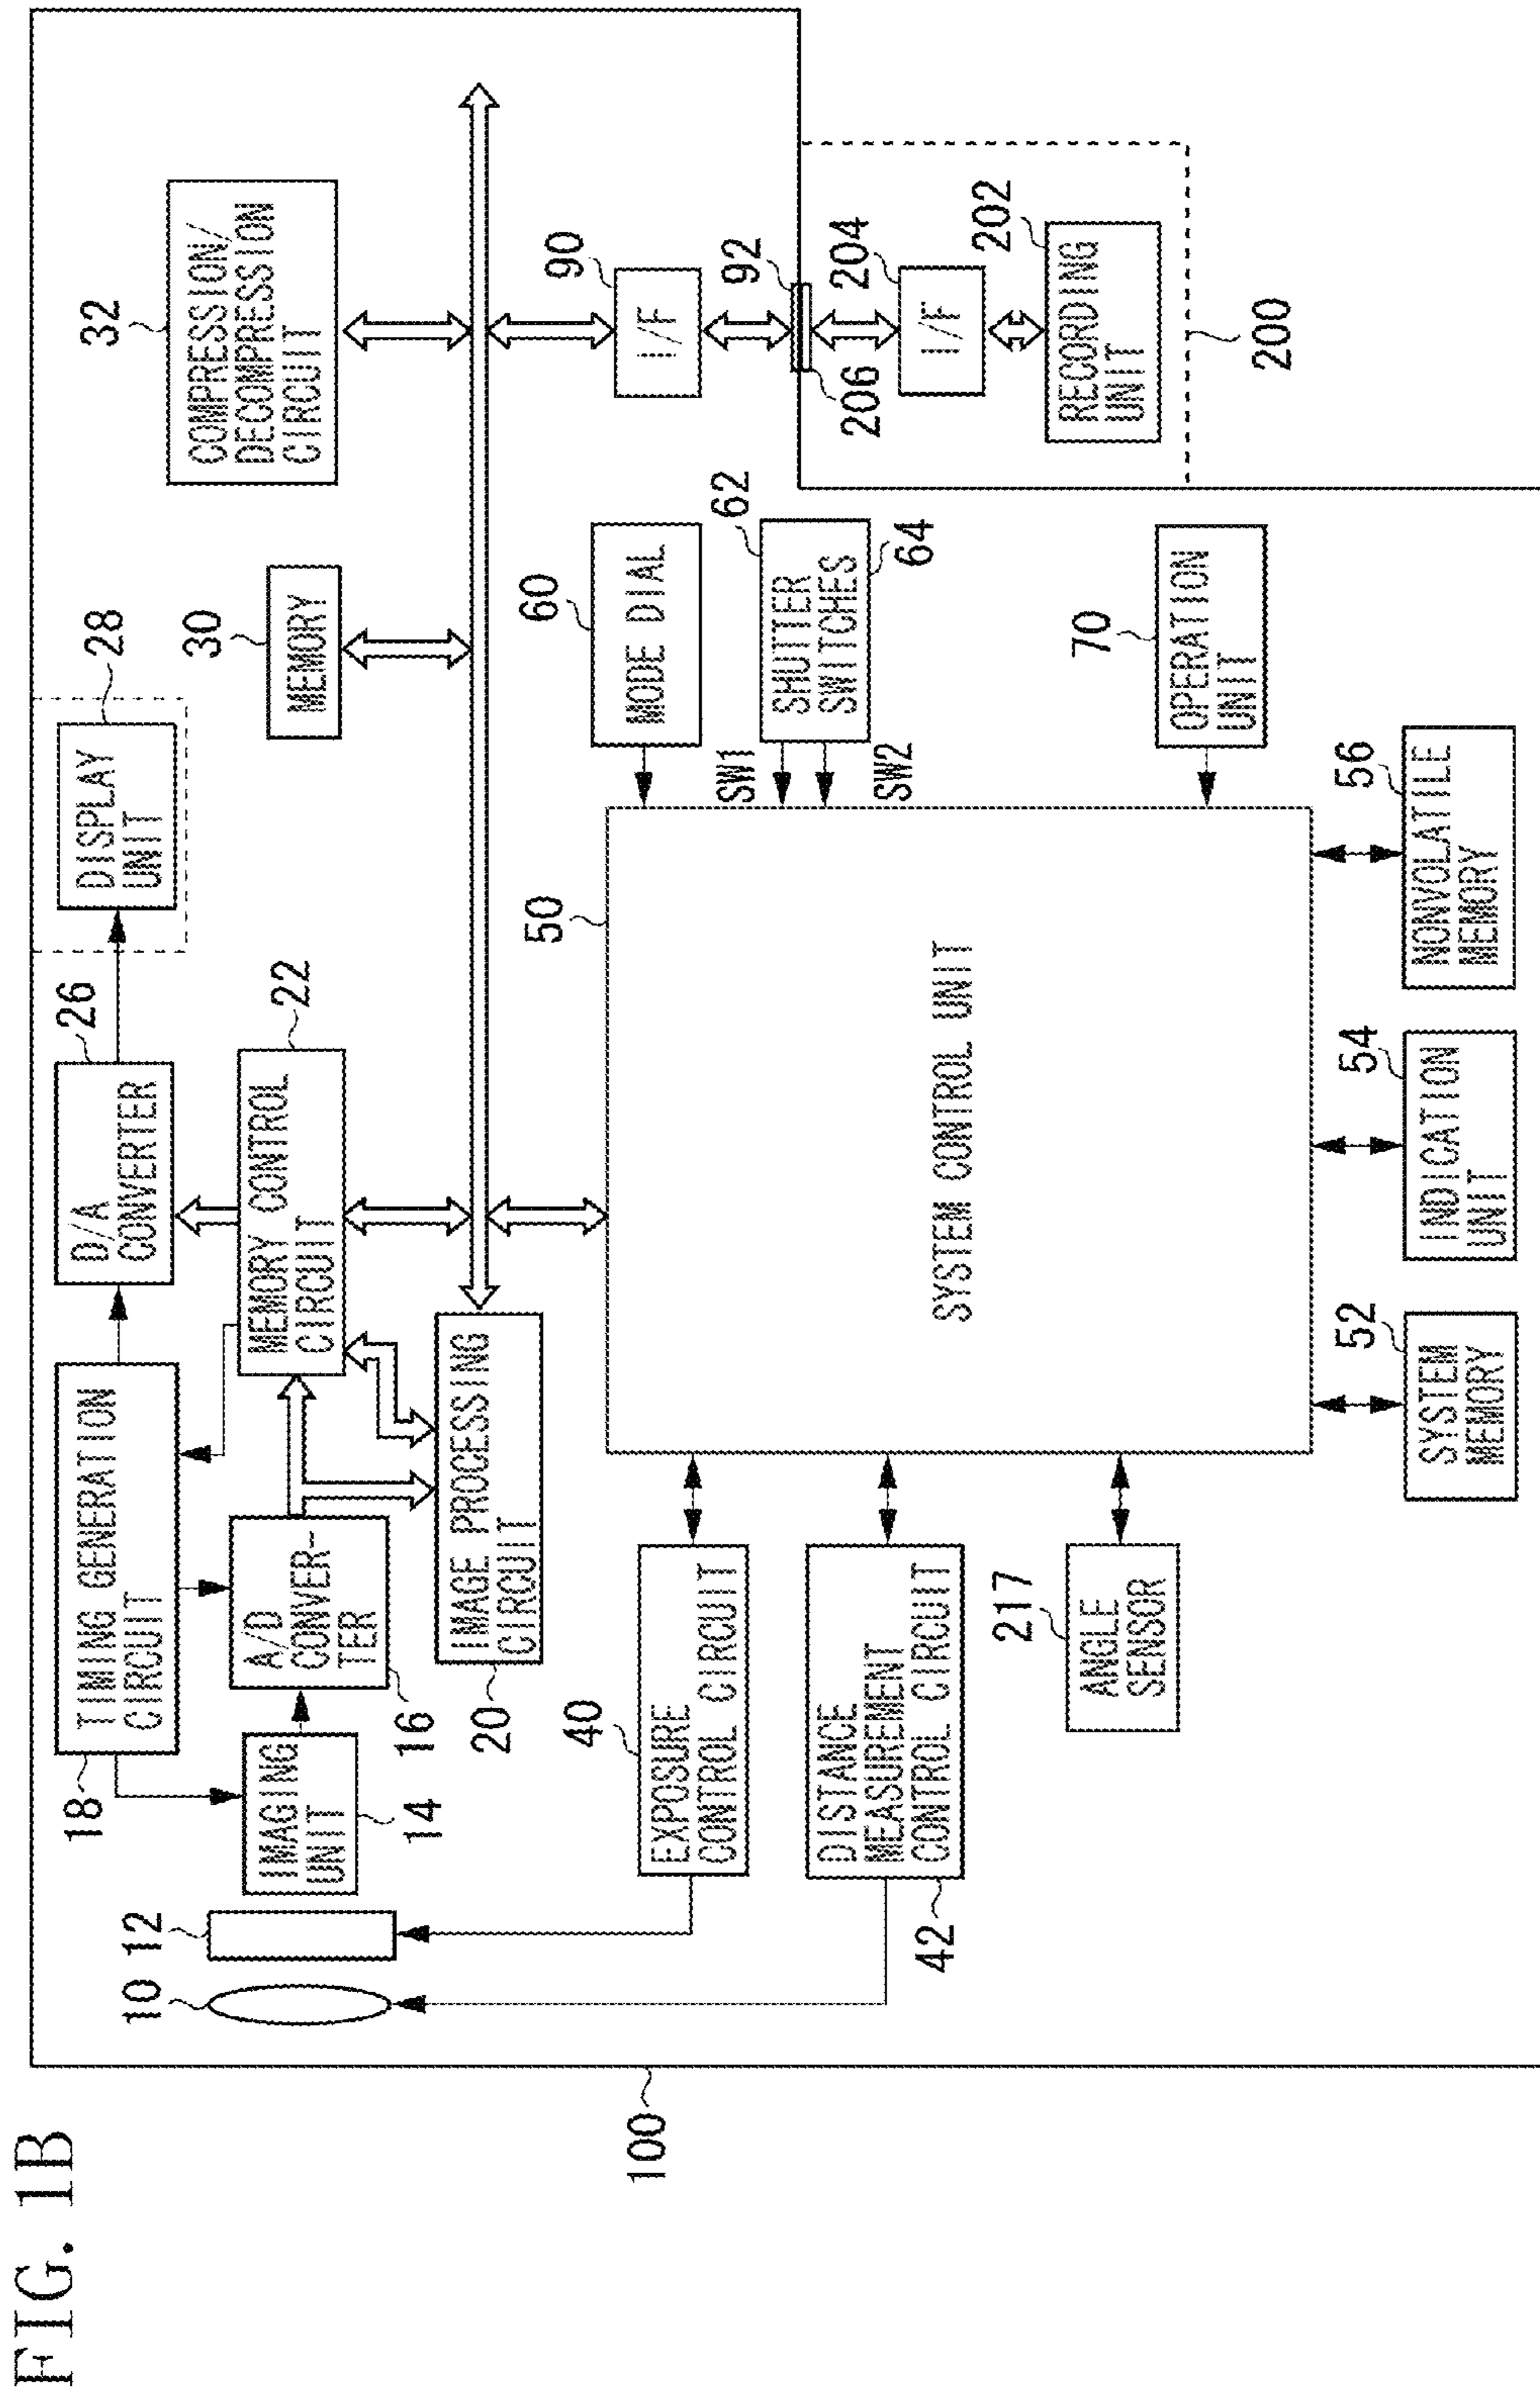 FIG. 1B
100
10
12
18
TIMING GENERATION
CIRCUIT
26
D/A
CONVERTER
28
DISPLAY
UNIT
30
MEMORY
32
COMPRESSION/
DECOMPRESSION
CIRCUIT
IMAGING
UNIT
14
A/D
CONVER-
TER
16
22
MEMORY CONTROL
CIRCUIT
20
IMAGE PROCESSING
CIRCUIT
40
EXPOSURE
CONTROL CIRCUIT
DISTANCE
MEASUREMENT
CONTROL CIRCUIT
42
217
ANGLE
SENSOR
50
SYSTEM CONTROL UNIT
60
MODE DIAL
SW1
SW2
62
SHUTTER
SWITCHES
64
70
OPERATION
UNIT
90
I/F
92
206
204
I/F
202
RECORDING
UNIT
200
52
SYSTEM
MEMORY
54
INDICATION
UNIT
56
NONVOLATILE
MEMORY